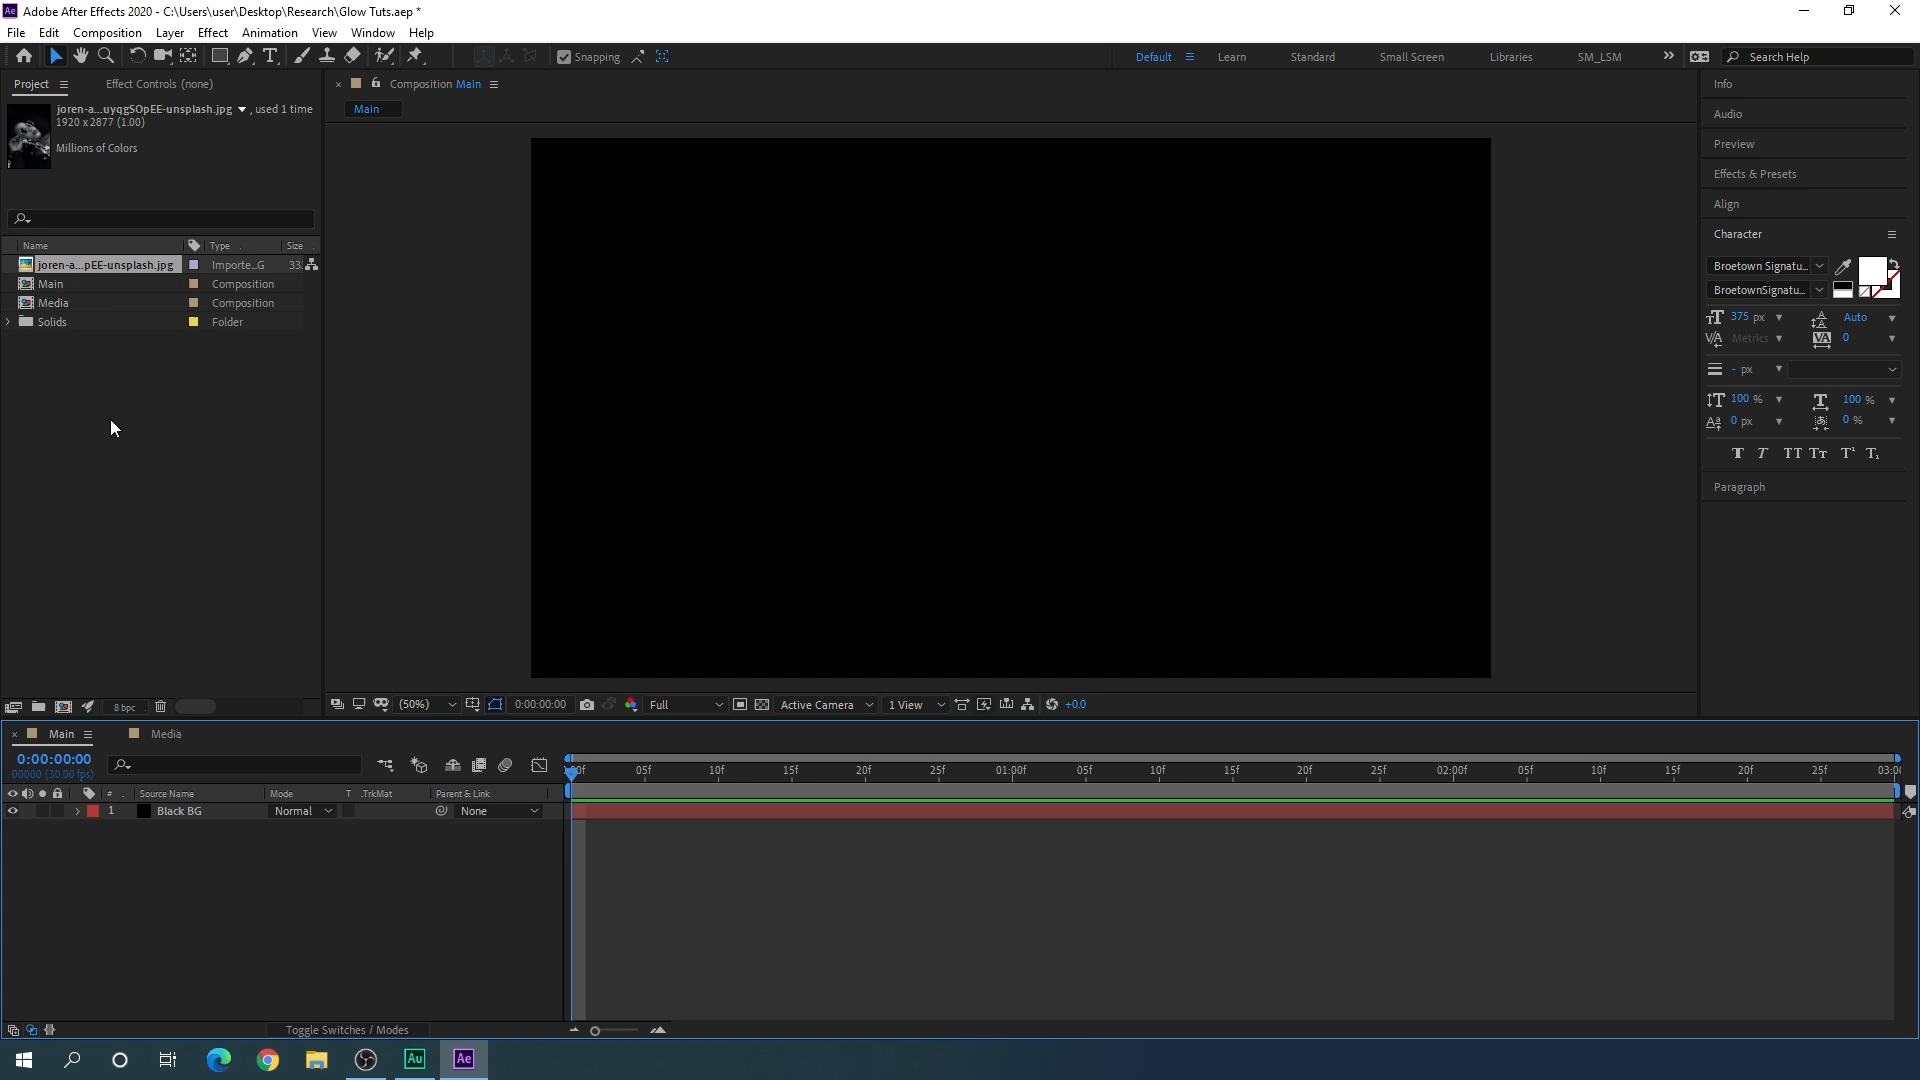 Ae Adobe After Effects 2020 - C:\Users\user\Desktop\Research\Glow Tuts.aep *
File Edit Composition Layer Effect Animation View Window Help
Snapping Default Learn Standard Small Screen Libraries SM_LSM Search Help
Project Effect Controls (none)
joren-a...uyqgSOpEE-unsplash.jpg , used 1 time
1920 x 2877 (1.00)
Millions of Colors
Name Type Size
joren-a...pEE-unsplash.jpg Importe...G 33
Main Composition
Media Composition
Solids Folder
8 bpc
Composition Main
Main
(50%) 0:00:00:00 Full Active Camera 1 View +0.0
Info
Audio
Preview
Effects & Presets
Align
Character
Broetown Signatu...
BroetownSignatu...
375 px Auto
Metrics 0
- px
100 % 100 %
0 px 0 %
Paragraph
Main Media
0:00:00:00
00000 (30.00 fps)
:00f 05f 10f 15f 20f 25f 01:00f 05f 10f 15f 20f 25f 02:00f 05f 10f 15f 20f 25f 03:00
# Source Name Mode T .TrkMat Parent & Link
1 Black BG Normal None
Toggle Switches / Modes
Au Ae